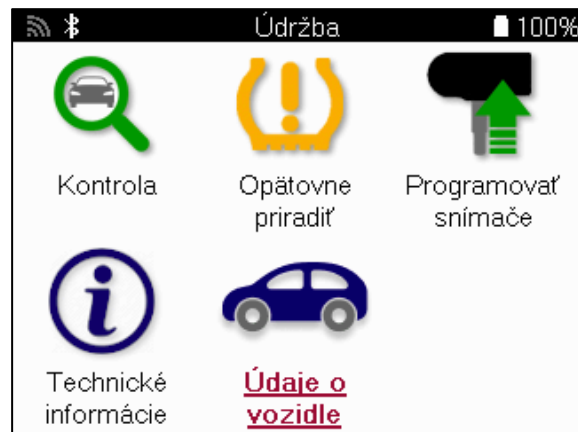 Údržba 100%
Kontrola
Opätovne
priradiť
Programovať
snímače
Technické
informácie
Údaje o
vozidle